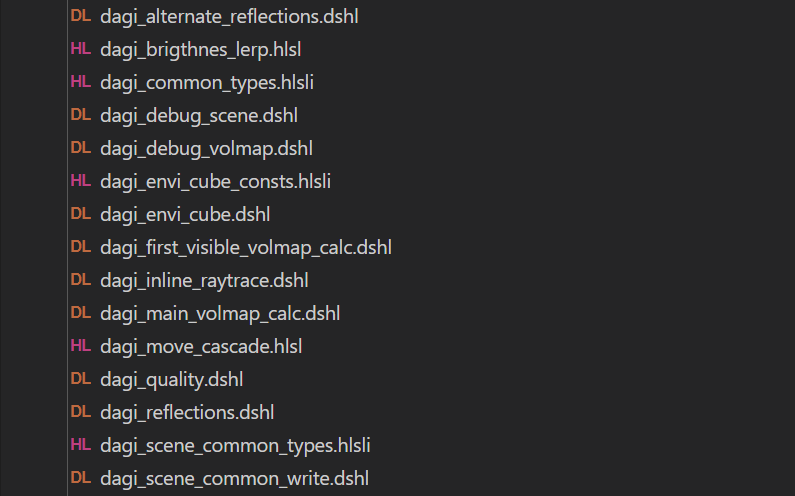 DL dagi_alternate_reflections.dshl
HL dagi_brigthnes_lerp.hlsl
HL dagi_common_types.hlsli
DL dagi_debug_scene.dshl
DL dagi_debug_volmap.dshl
HL dagi_envi_cube_consts.hlsli
DL dagi_envi_cube.dshl
DL dagi_first_visible_volmap_calc.dshl
DL dagi_inline_raytrace.dshl
DL dagi_main_volmap_calc.dshl
HL dagi_move_cascade.hlsl
DL dagi_quality.dshl
DL dagi_reflections.dshl
HL dagi_scene_common_types.hlsli
DL dagi_scene_common_write.dshl